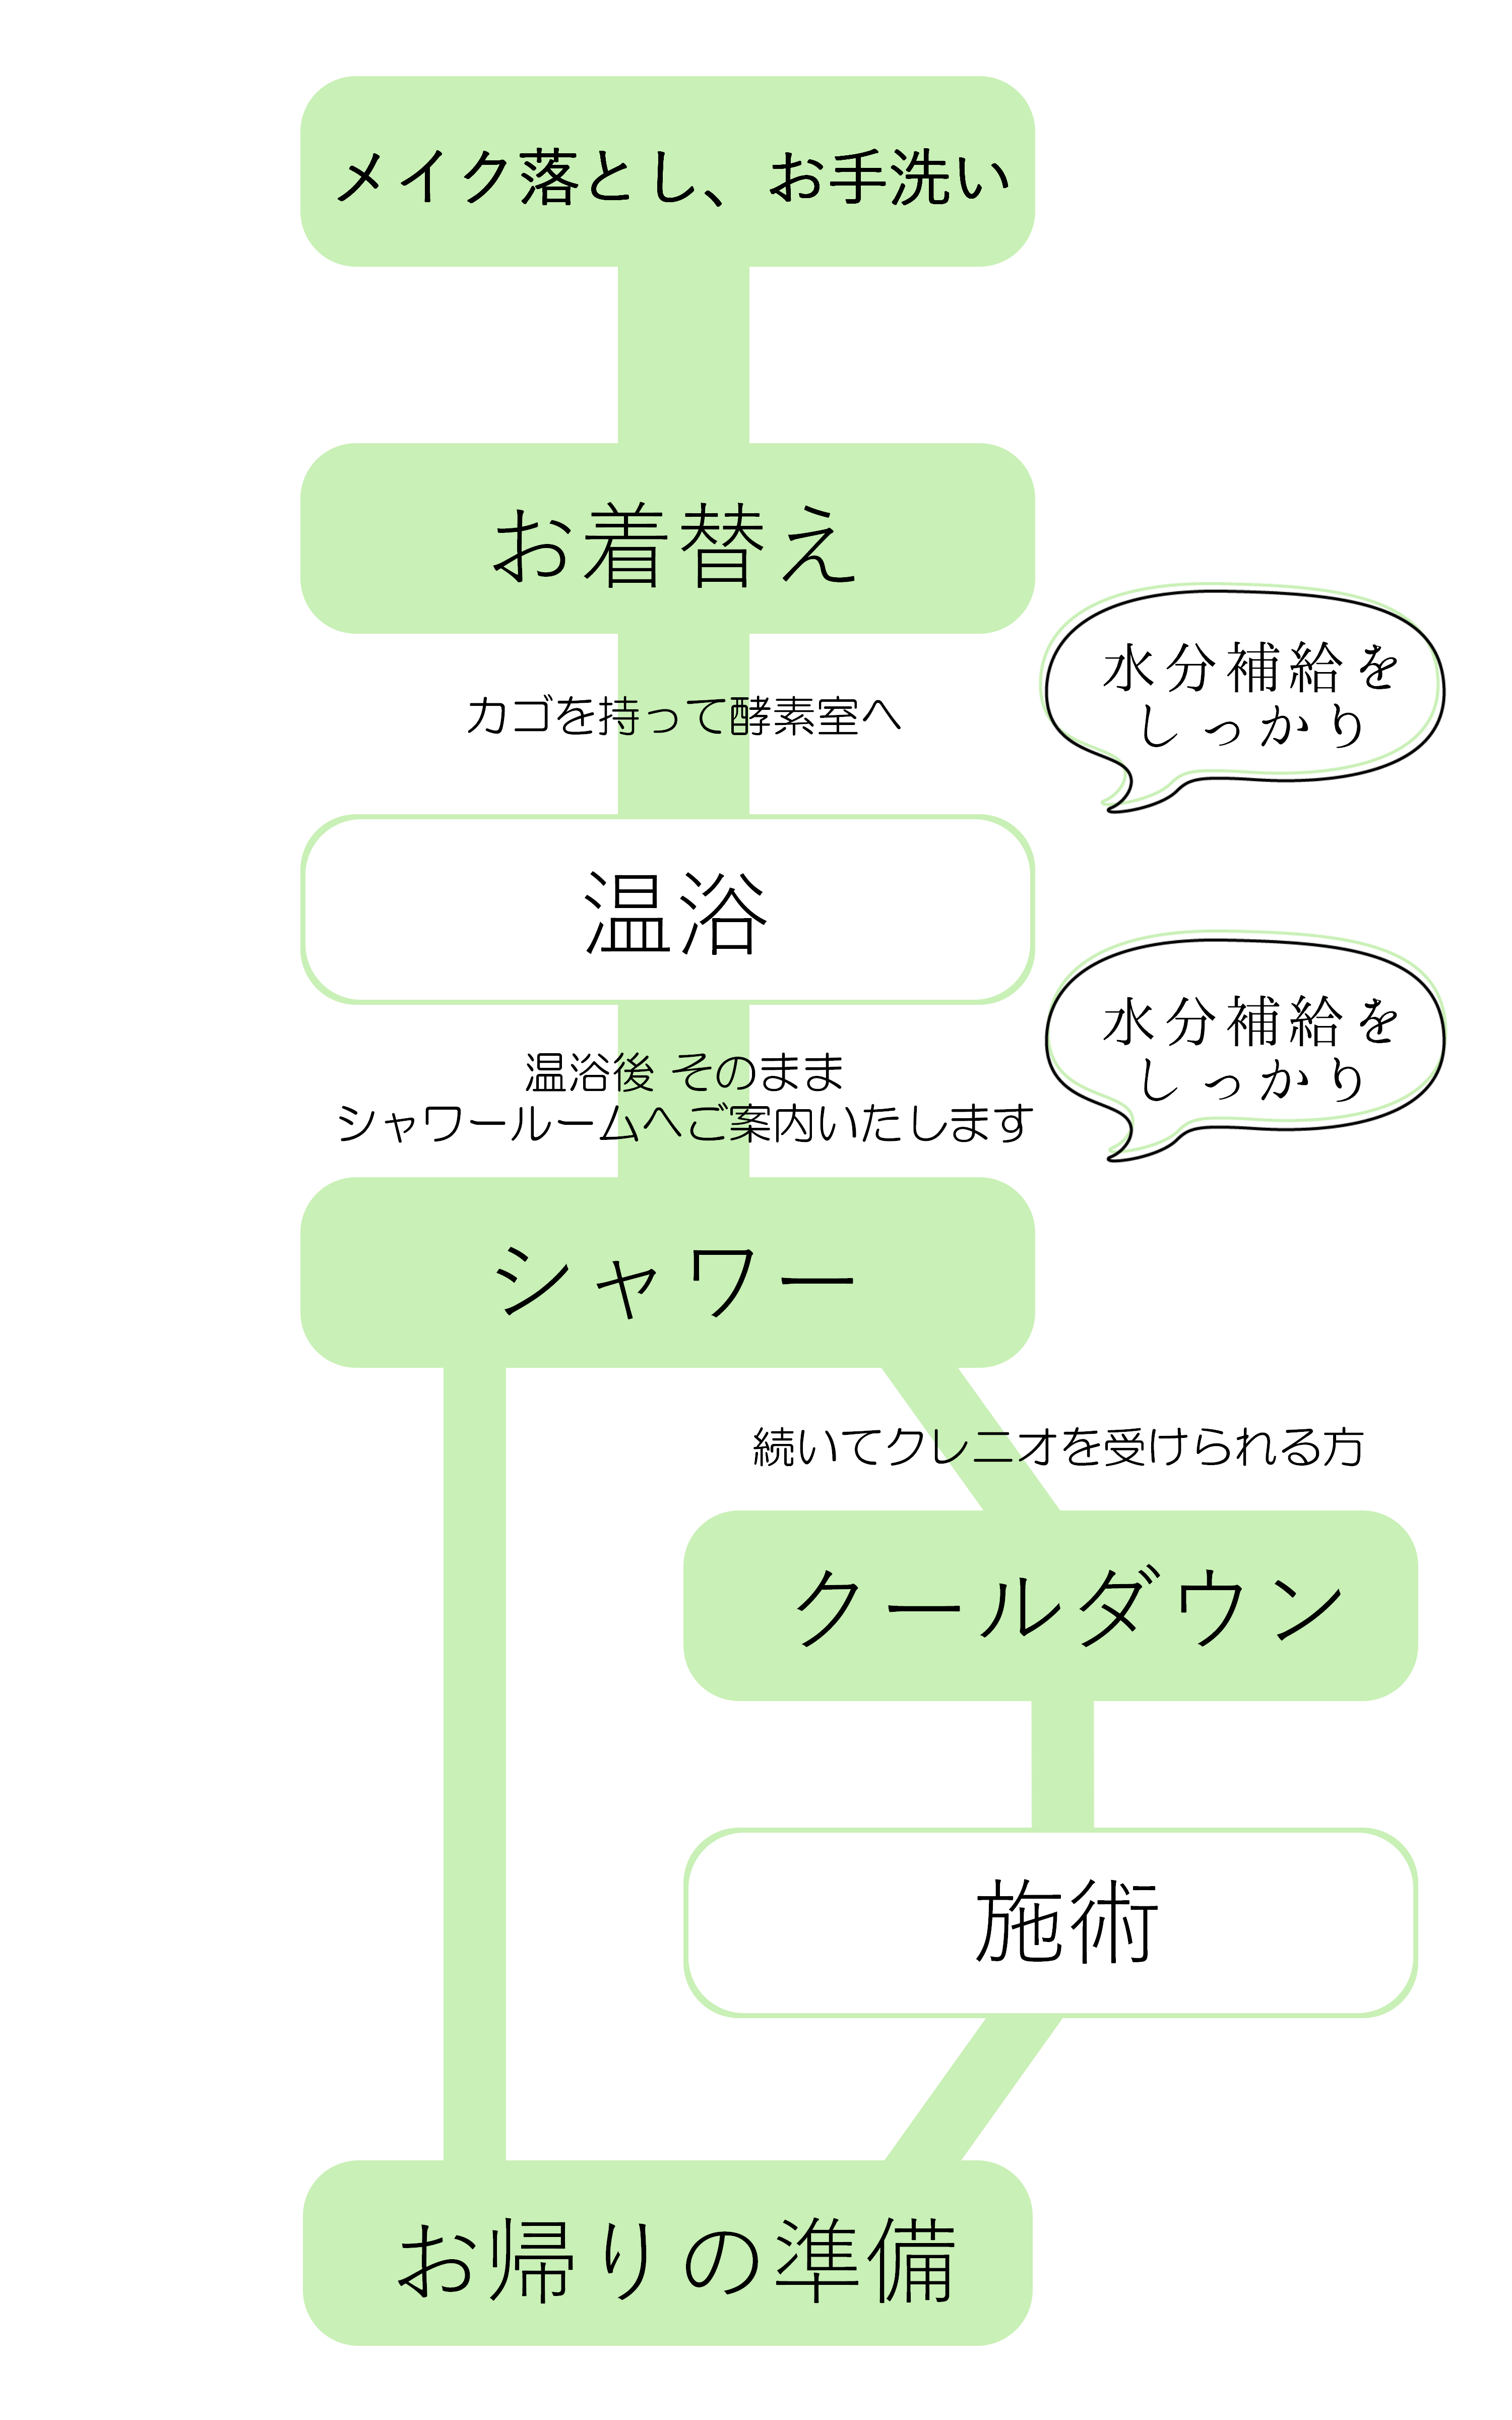 メイク落とし、お手洗い
お着替え
カゴを持って酵素室へ
水分補給を
しっかり
温浴
水分補給を
しっかり
温浴後 そのまま
シャワールームへご案内いたします
シャワー
続いてクレニオを受けられる方
クールダウン
施術
お帰りの準備